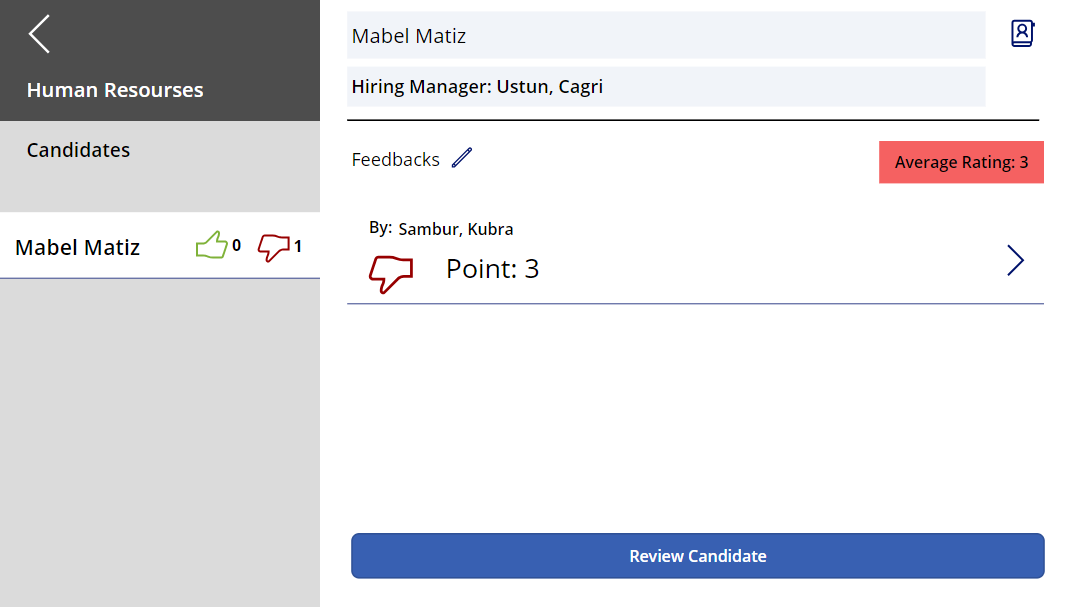 Human Resourses
Candidates
Mabel Matiz 0 1
Mabel Matiz
Hiring Manager: Ustun, Cagri
Feedbacks
Average Rating: 3
By: Sambur, Kubra
Point: 3
Review Candidate